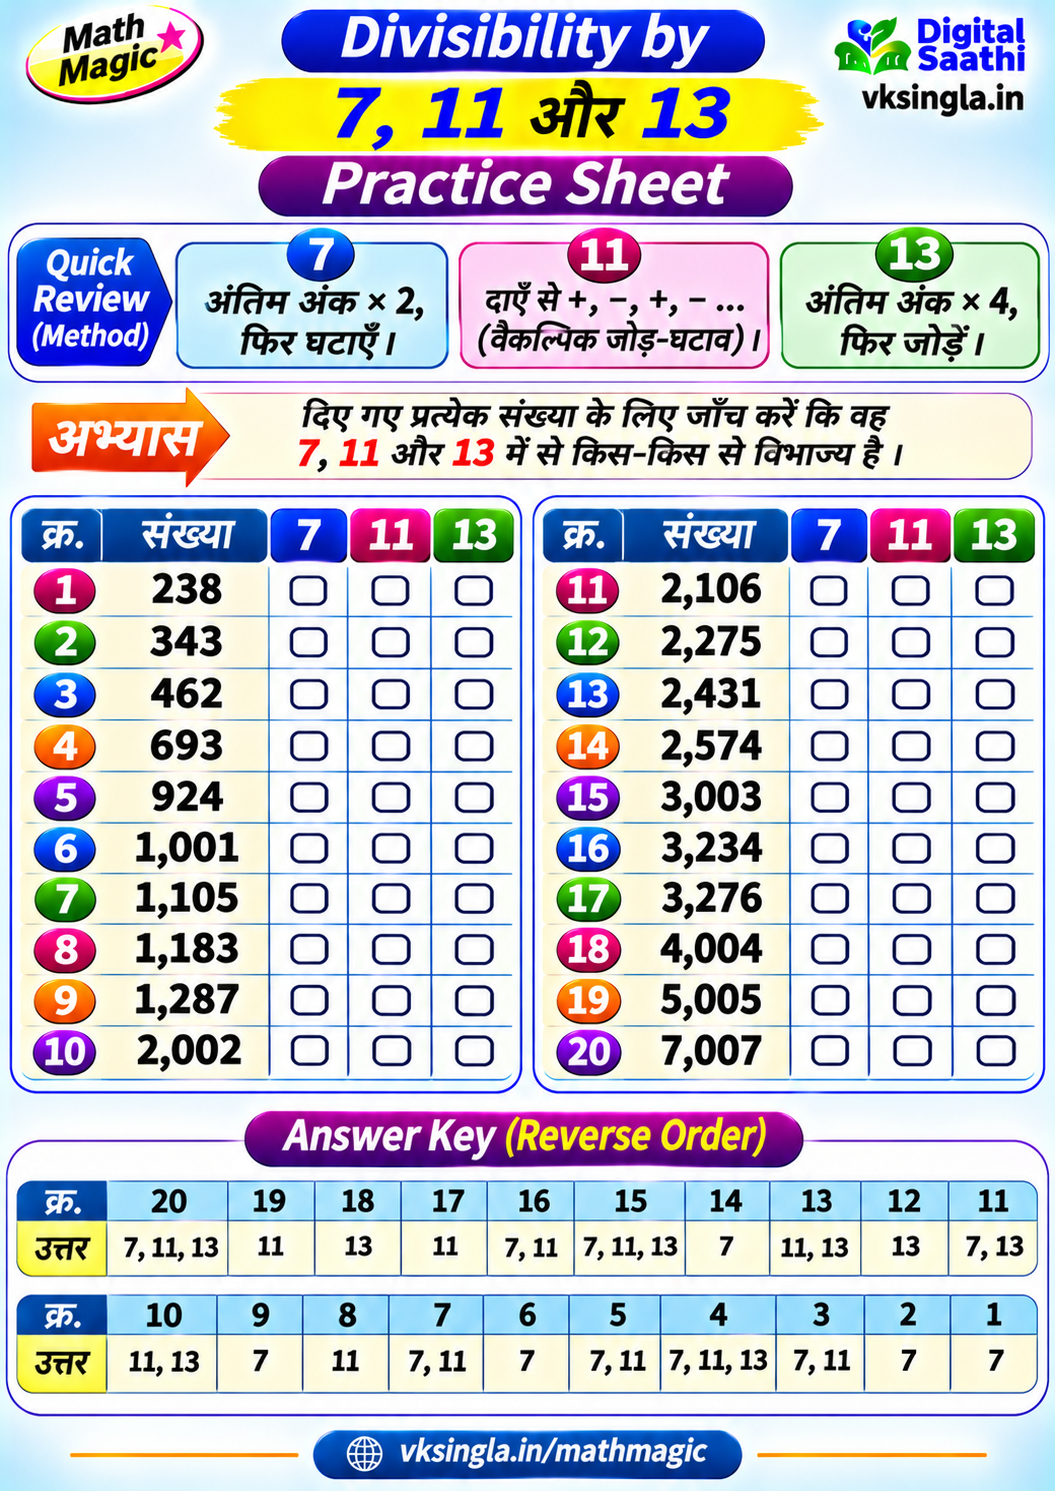 Math
Magic
Divisibility by
7, 11 और 13
Practice Sheet
Digital
Saathi
vksingla.in
Quick
Review
(Method)
7
अंतिम अंक × 2,
फिर घटाएँ।
11
दाएँ से +, −, +, − ...
(वैकल्पिक जोड़-घटाव)।
13
अंतिम अंक × 4,
फिर जोड़ें।
अभ्यास
दिए गए प्रत्येक संख्या के लिए जाँच करें कि वह
7, 11 और 13 में से किस-किस से विभाज्य है।
क्र. संख्या 7 11 13
1 238
2 343
3 462
4 693
5 924
6 1,001
7 1,105
8 1,183
9 1,287
10 2,002
क्र. संख्या 7 11 13
11 2,106
12 2,275
13 2,431
14 2,574
15 3,003
16 3,234
17 3,276
18 4,004
19 5,005
20 7,007
Answer Key (Reverse Order)
क्र. 20 19 18 17 16 15 14 13 12 11
उत्तर 7, 11, 13 11 13 11 7, 11 7, 11, 13 7 11, 13 13 7, 13
क्र. 10 9 8 7 6 5 4 3 2 1
उत्तर 11, 13 7 11 7, 11 7 7, 11 7, 11, 13 7, 11 7 7
vksingla.in/mathmagic